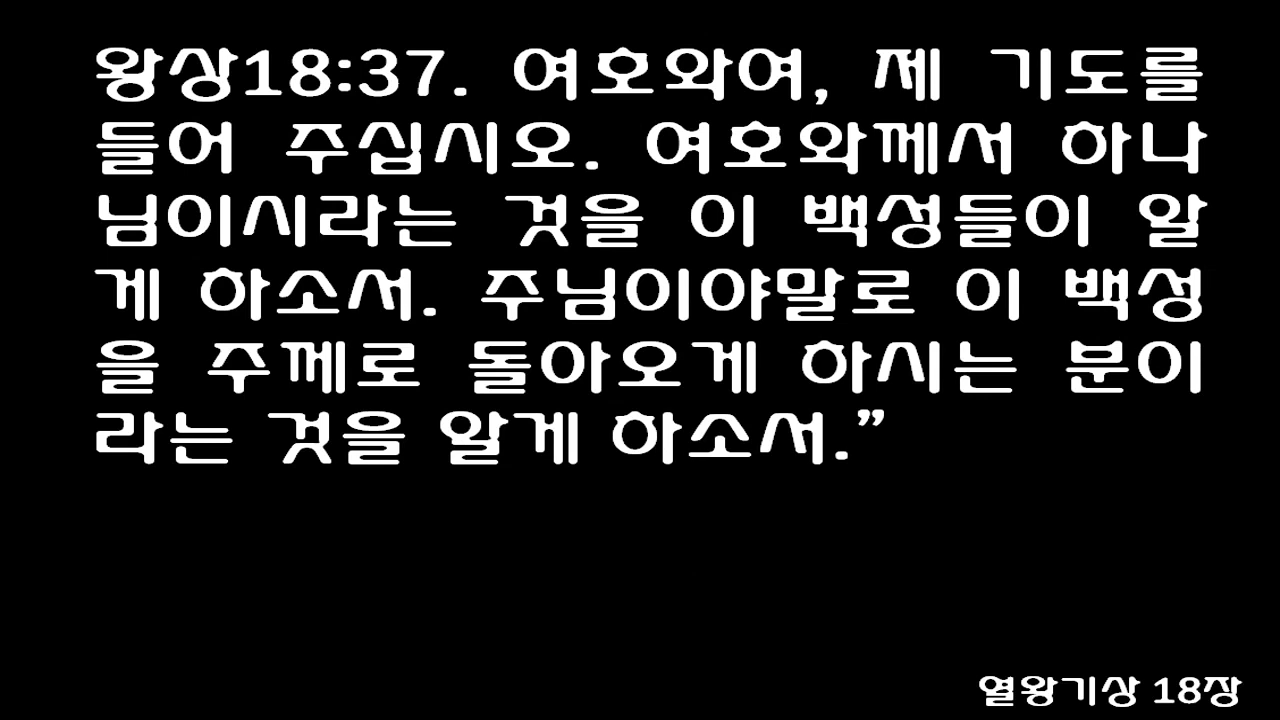 왕상18:37. 여호와여, 제 기도를
들어 주십시오. 여호와께서 하나
님이시라는 것을 이 백성들이 알
게 하소서. 주님이야말로 이 백성
을 주께로 돌아오게 하시는 분이
라는 것을 알게 하소서.”
열왕기상 18장